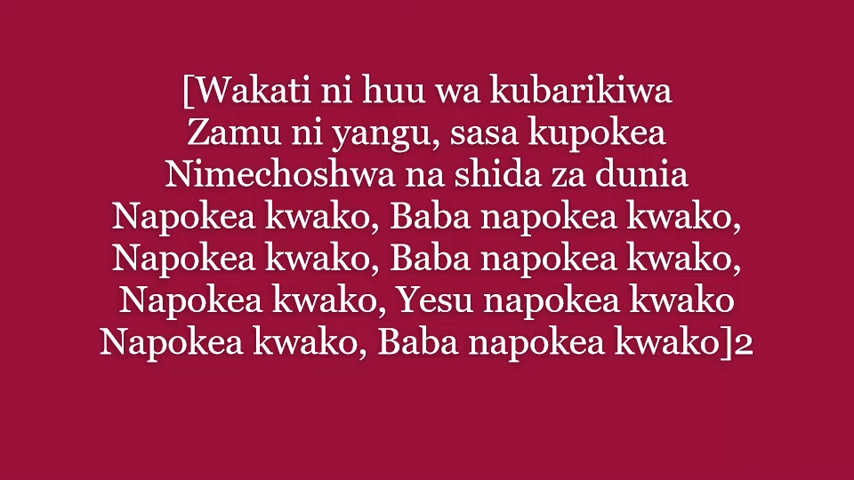 [Wakati ni huu wa kubarikiwa
Zamu ni yangu, sasa kupokea
Nimechoshwa na shida za dunia
Napokea kwako, Baba napokea kwako,
Napokea kwako, Baba napokea kwako,
Napokea kwako, Yesu napokea kwako
Napokea kwako, Baba napokea kwako]2